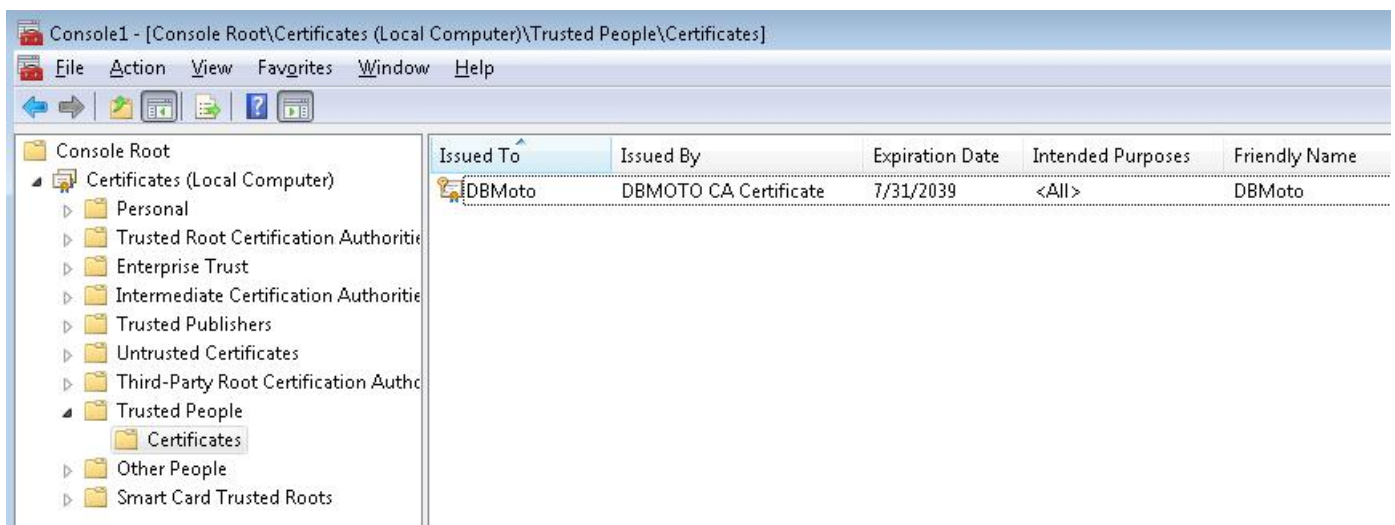 Console1 - [Console Root\Certificates (Local Computer)\Trusted People\Certificates]
File Action View Favorites Window Help
Console Root
Certificates (Local Computer)
Personal
Trusted Root Certification Authoritie
Enterprise Trust
Intermediate Certification Authoritie
Trusted Publishers
Untrusted Certificates
Third-Party Root Certification Autho
Trusted People
Certificates
Other People
Smart Card Trusted Roots
Issued To Issued By Expiration Date Intended Purposes Friendly Name
DBMoto DBMOTO CA Certificate 7/31/2039 <All> DBMoto